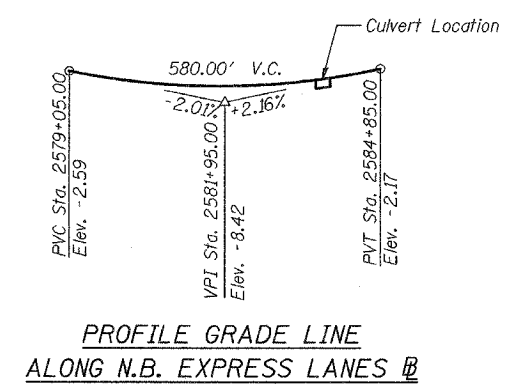 Culvert Location
580.00' V.C.
-2.01% +2.16%
PVC Sta. 2579+05.00
Elev. -2.59
VPI Sta. 2581+95.00
Elev. -8.42
PVT Sta. 2584+85.00
Elev. -2.17
PROFILE GRADE LINE
ALONG N.B. EXPRESS LANES BL